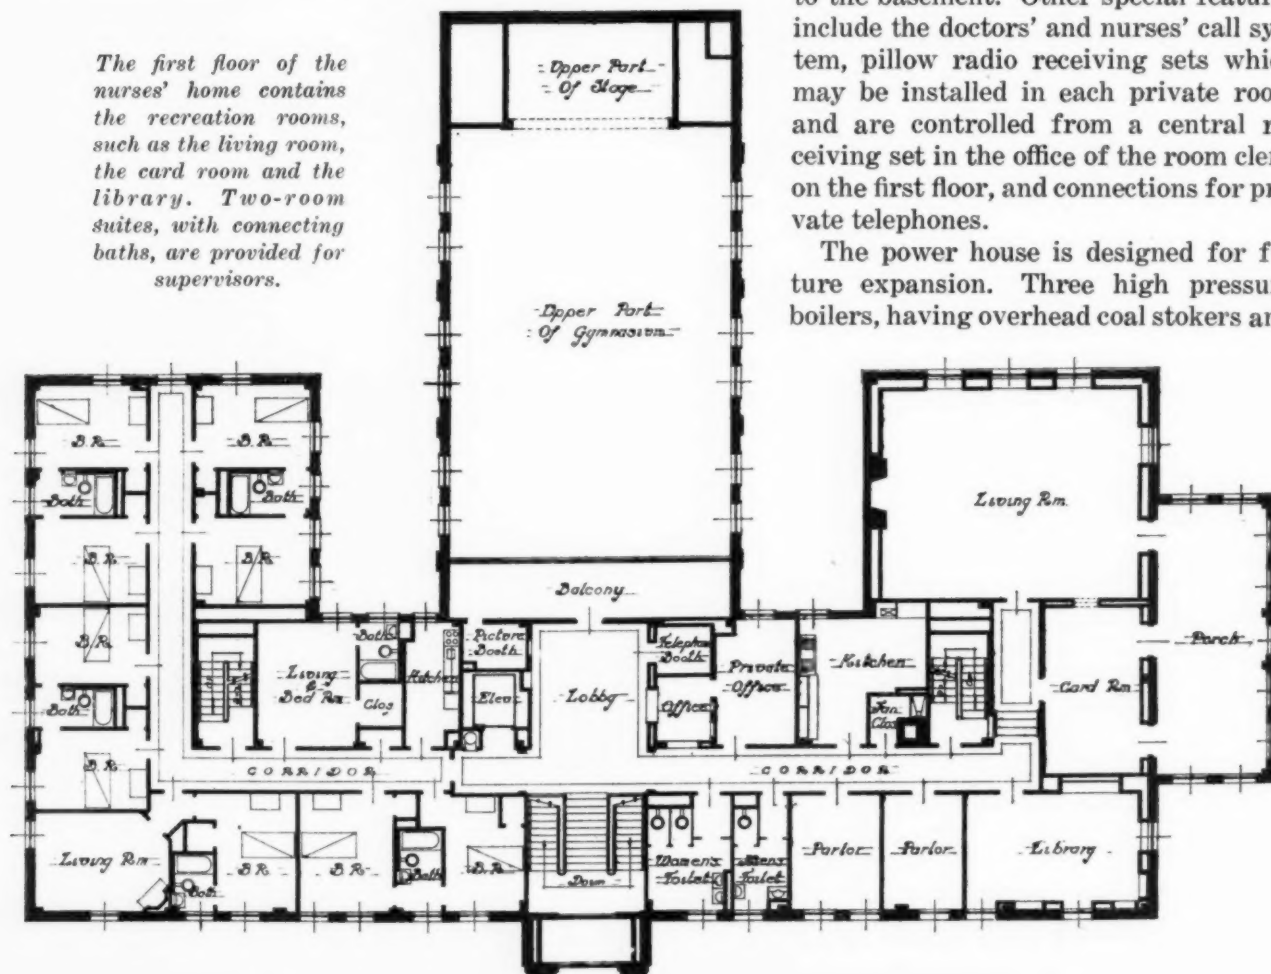 The first floor of the
nurses' home contains
the recreation rooms,
such as the living room,
the card room and the
library. Two-room
suites, with connecting
baths, are provided for
supervisors.
include the doctors' and nurses' call sys-
tem, pillow radio receiving sets whic
may be installed in each private roo
and are controlled from a central r
ceiving set in the office of the room cler
on the first floor, and connections for pr
vate telephones.
The power house is designed for f
ture expansion. Three high pressu
boilers, having overhead coal stokers an
Upper Part
Of Stage
Upper Part
Of Gymnasium
Balcony
B.R.
B.R.
Bath
Bath
B.R.
B.R.
B.R.
Bath
B.R.
Living Rm
Bath
B.R.
B.R.
Bath
B.R.
Living
&
Bed Rm
Bath
Clos
Kitchen
Picture
Booth
Elev
Lobby
Telephone
Booth
Office
Private
Office
Kitchen
Fan
Clos
Living Rm.
Card Rm
Porch
CORRIDOR
CORRIDOR
Down
Women's
Toilet
Men's
Toilet
Parlor
Parlor
Library